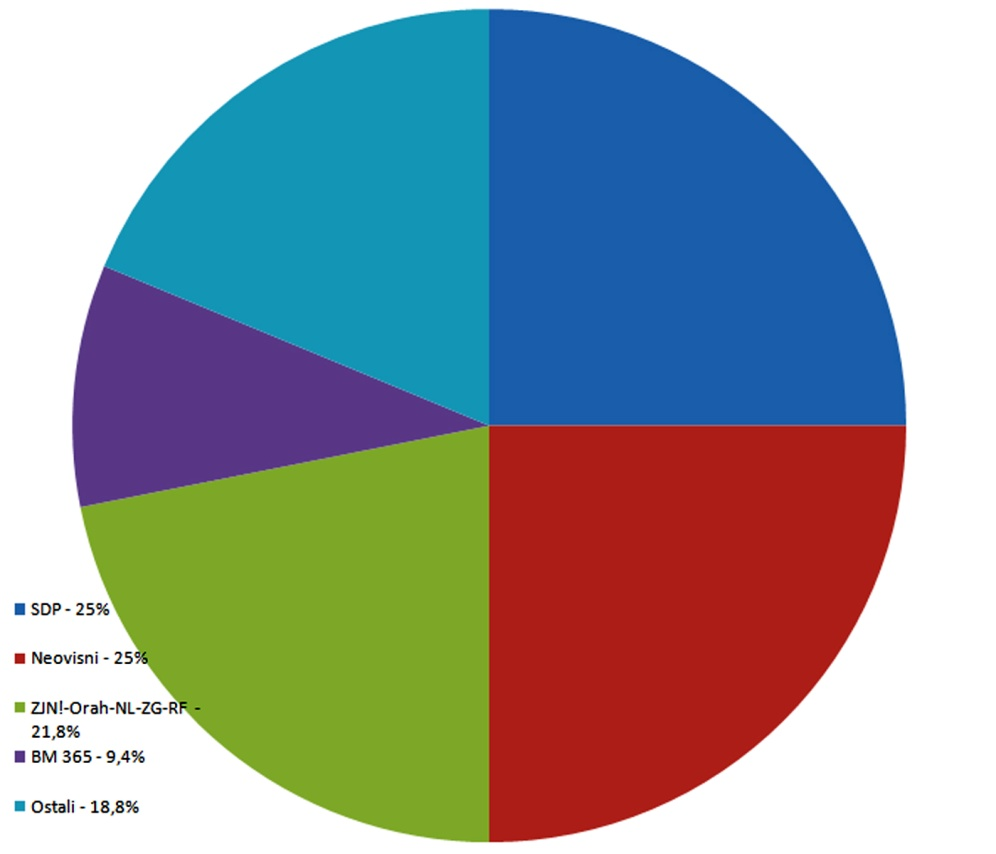 SDP - 25%
Neovisni - 25%
ZJN!-Orah-NL-ZG-RF -
21,8%
BM 365 - 9,4%
Ostali - 18,8%